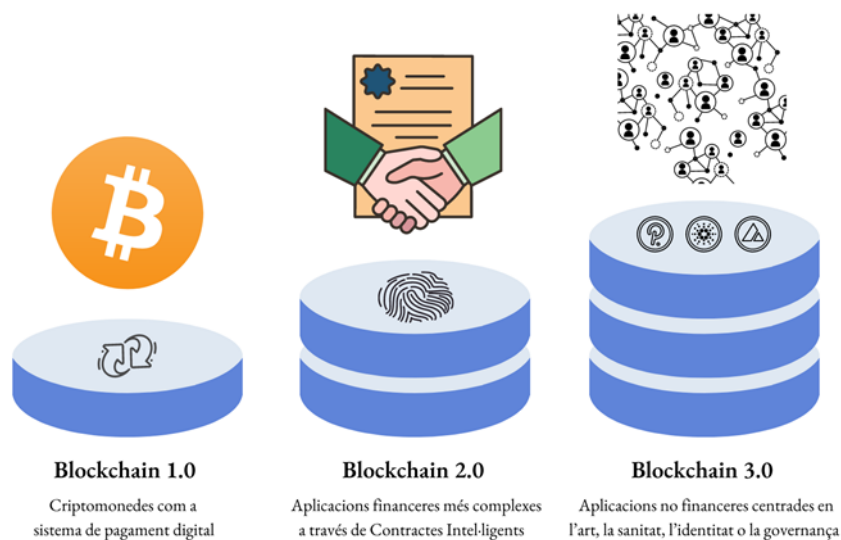 Blockchain 1.0
Criptomonedes com a
sistema de pagament digital
Blockchain 2.0
Aplicacions financeres més complexes
a través de Contractes Intel·ligents
Blockchain 3.0
Aplicacions no financeres centrades en
l’art, la sanitat, l’identitat o la governança